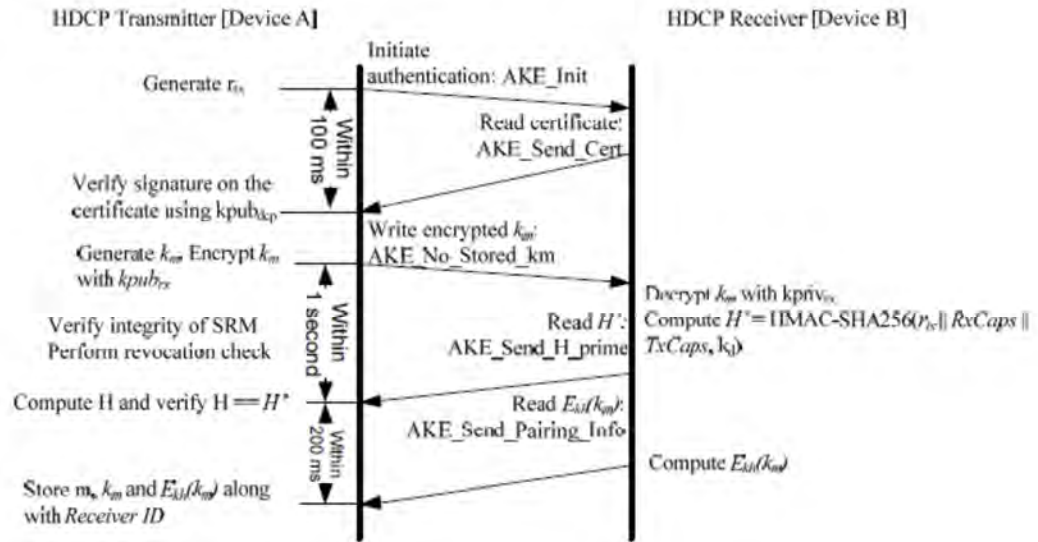 HDCP Transmitter [Device A]
HDCP Receiver [Device B]
Initiate
authentication: AKE_Init
Generate r
Within
100 ms
Read certificate:
AKE_Send_Cert
Verify signature on the
certificate using kpub
Write encrypted km:
AKE_No_Stored_km
Generate km, Encrypt km
with kpubrx
Within
1 second
Decrypt km with kprivrx
Compute H' = HMAC-SHA256(r || RxCaps ||
TxCaps, kd)
Verify integrity of SRM
Perform revocation check
Read H':
AKE_Send_H_prime
Compute H and verify H == H'
Within
200 ms
Read Ekh(km):
AKE_Send_Pairing_Info
Compute Ekh(km)
Store m, km and Ekh(km) along
with Receiver ID